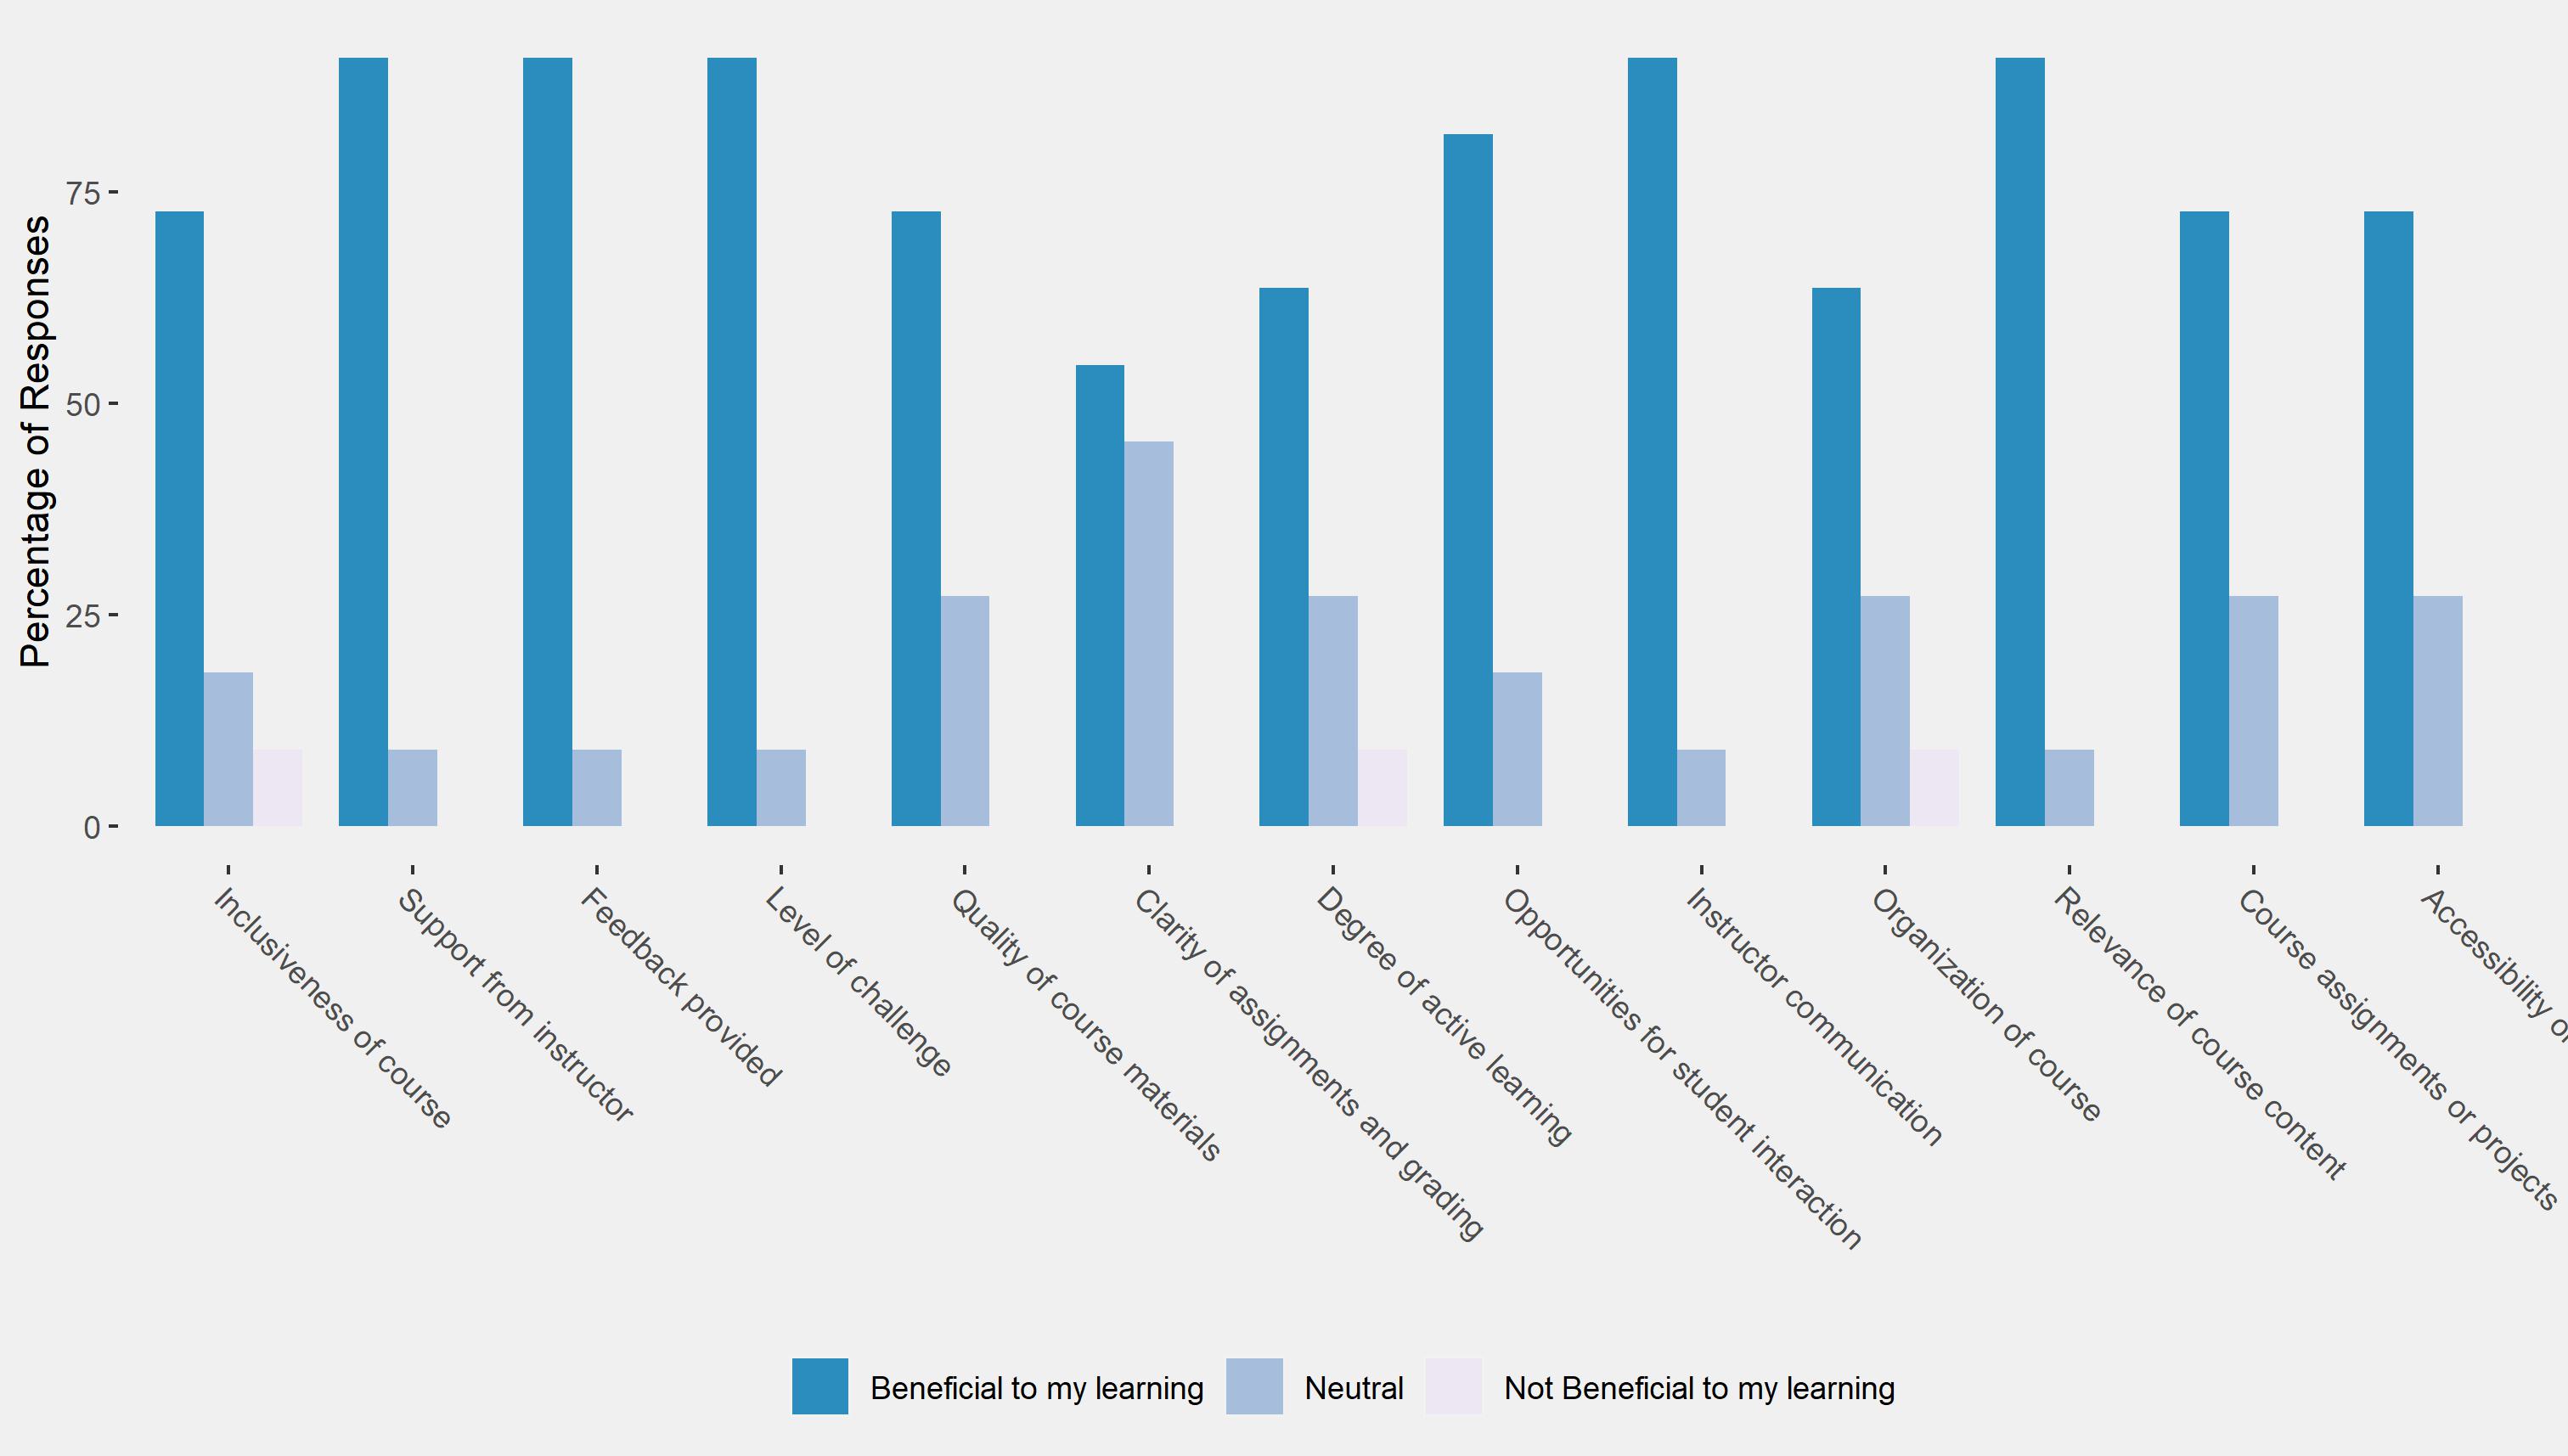 Percentage of Responses
75
50
25
0
Inclusiveness of course
Support from instructor
Feedback provided
Level of challenge
Quality of course materials
Clarity of assignments and grading
Degree of active learning
Opportunities for student interaction
Instructor communication
Organization of course
Relevance of course content
Course assignments or projects
Accessibility
Beneficial to my learning
Neutral
Not Beneficial to my learning